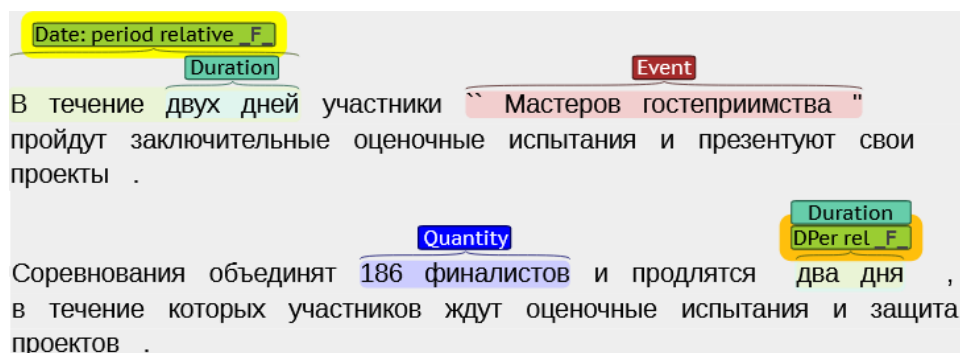 Date: period relative _F_
Duration
Event
В течение двух дней участники `` Мастеров гостеприимства "
пройдут заключительные оценочные испытания и презентуют свои
проекты .
Duration
Quantity
DPer rel _F_
Соревнования объединят 186 финалистов и продлятся два дня ,
в течение которых участников ждут оценочные испытания и защита
проектов .